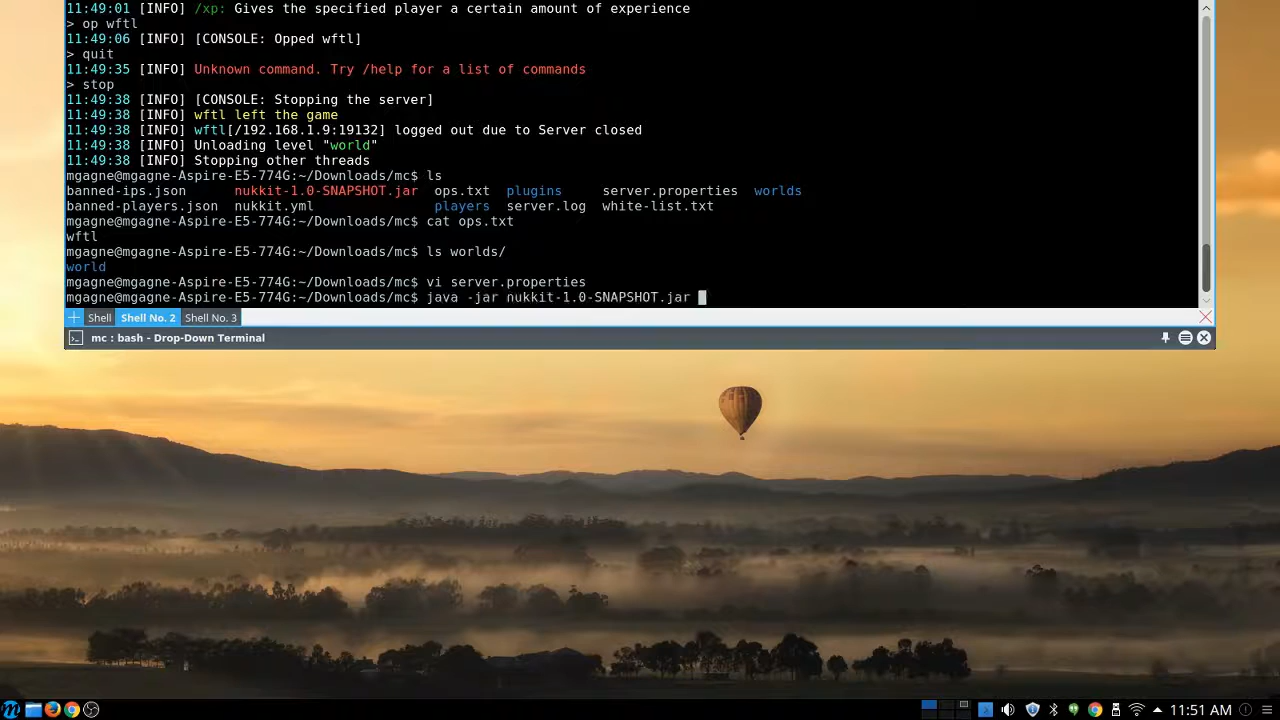 11:49:01 [INFO] /xp: Gives the specified player a certain amount of experience
> op wftl
11:49:06 [INFO] [CONSOLE: Opped wftl]
> quit
11:49:35 [INFO] Unknown command. Try /help for a list of commands
> stop
11:49:38 [INFO] [CONSOLE: Stopping the server]
11:49:38 [INFO] wftl left the game
11:49:38 [INFO] wftl[/192.168.1.9:19132] logged out due to Server closed
11:49:38 [INFO] Unloading level "world"
11:49:38 [INFO] Stopping other threads
mgagne@mgagne-Aspire-E5-774G:~/Downloads/mc$ ls
banned-ips.json nukkit-1.0-SNAPSHOT.jar ops.txt plugins server.properties worlds
banned-players.json nukkit.yml players server.log white-list.txt
mgagne@mgagne-Aspire-E5-774G:~/Downloads/mc$ cat ops.txt
wftl
mgagne@mgagne-Aspire-E5-774G:~/Downloads/mc$ ls worlds/
world
mgagne@mgagne-Aspire-E5-774G:~/Downloads/mc$ vi server.properties
mgagne@mgagne-Aspire-E5-774G:~/Downloads/mc$ java -jar nukkit-1.0-SNAPSHOT.jar
Shell Shell No. 2 Shell No. 3
mc : bash - Drop-Down Terminal
11:51 AM